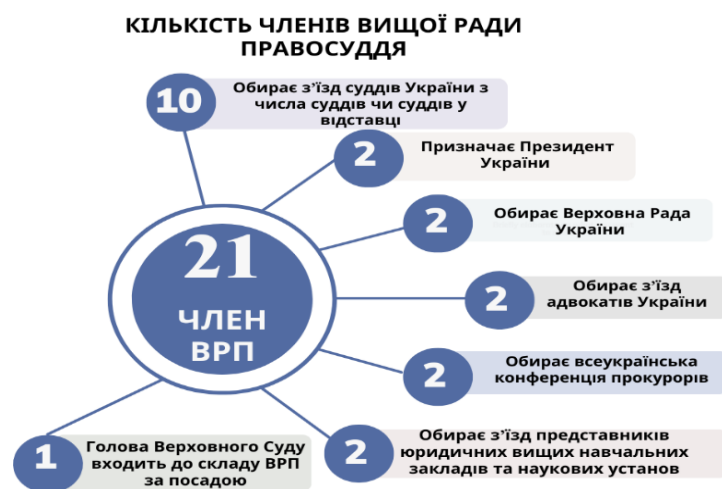 КІЛЬКІСТЬ ЧЛЕНІВ ВИЩОЇ РАДИ
ПРАВОСУДДЯ
10
Обирає з’їзд суддів України з
числа суддів чи суддів у
відставці
2
Призначає Президент
України
2
Обирає Верховна Рада
України
21
ЧЛЕН
ВРП
2
Обирає з’їзд
адвокатів України
2
Обирає всеукраїнська
конференція прокурорів
2
Обирає з’їзд представників
юридичних вищих навчальних
закладів та наукових установ
1
Голова Верховного Суду
входить до складу ВРП
за посадою